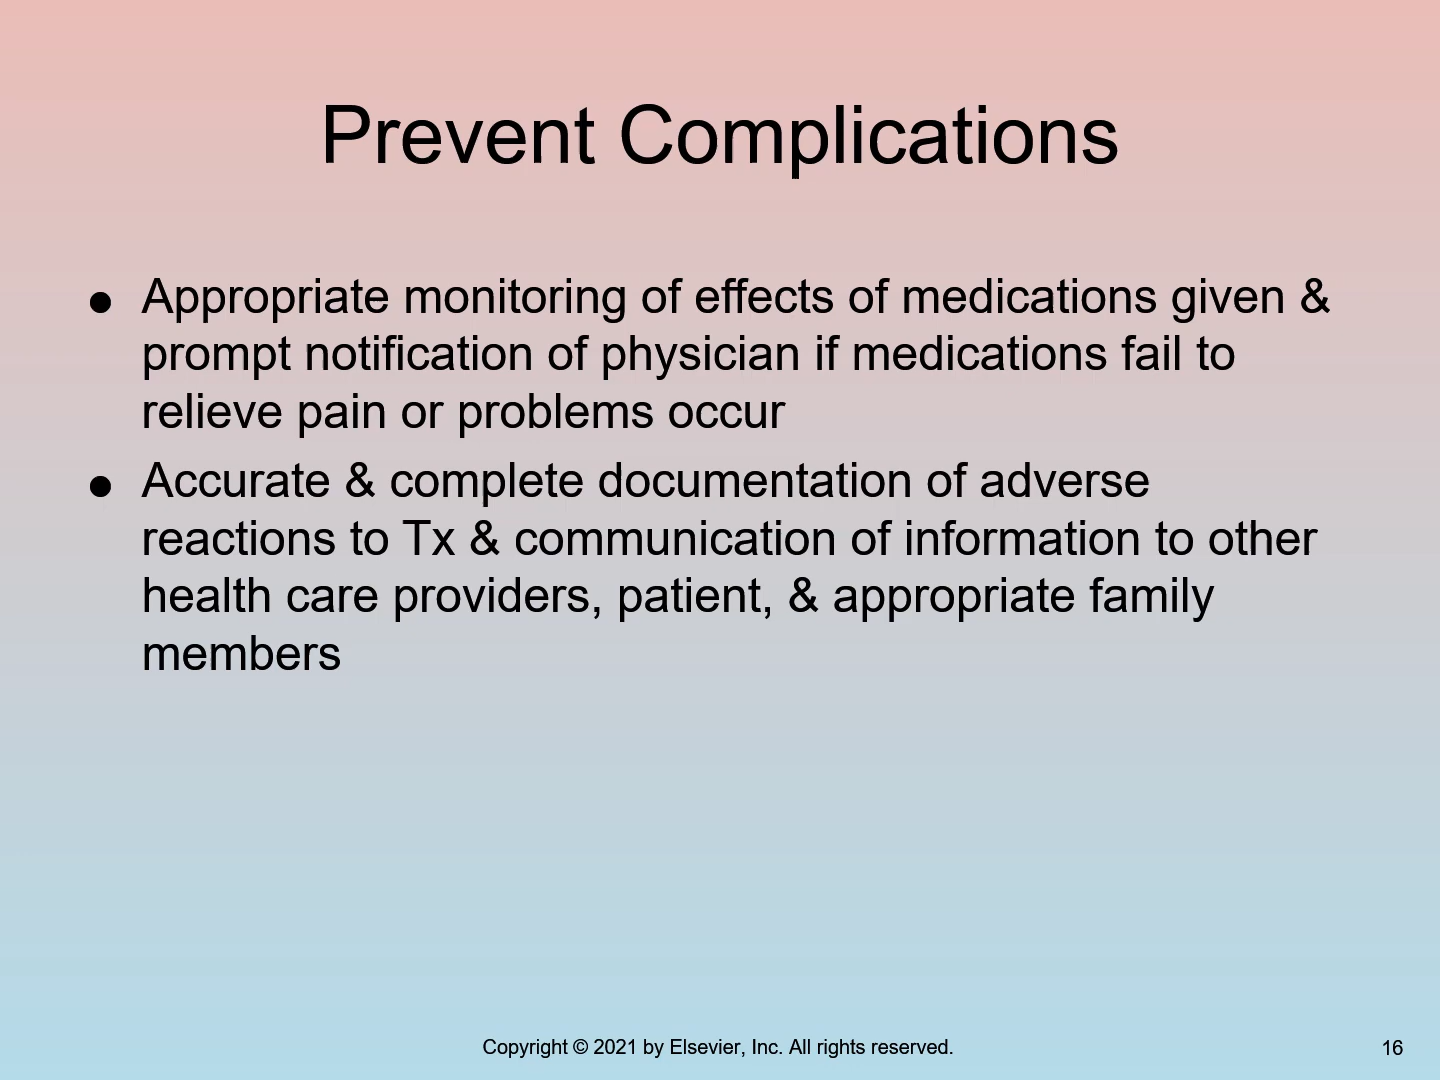 Prevent Complications
● Appropriate monitoring of effects of medications given &
prompt notification of physician if medications fail to
relieve pain or problems occur
● Accurate & complete documentation of adverse
reactions to Tx & communication of information to other
health care providers, patient, & appropriate family
members
Copyright © 2021 by Elsevier, Inc. All rights reserved.
16